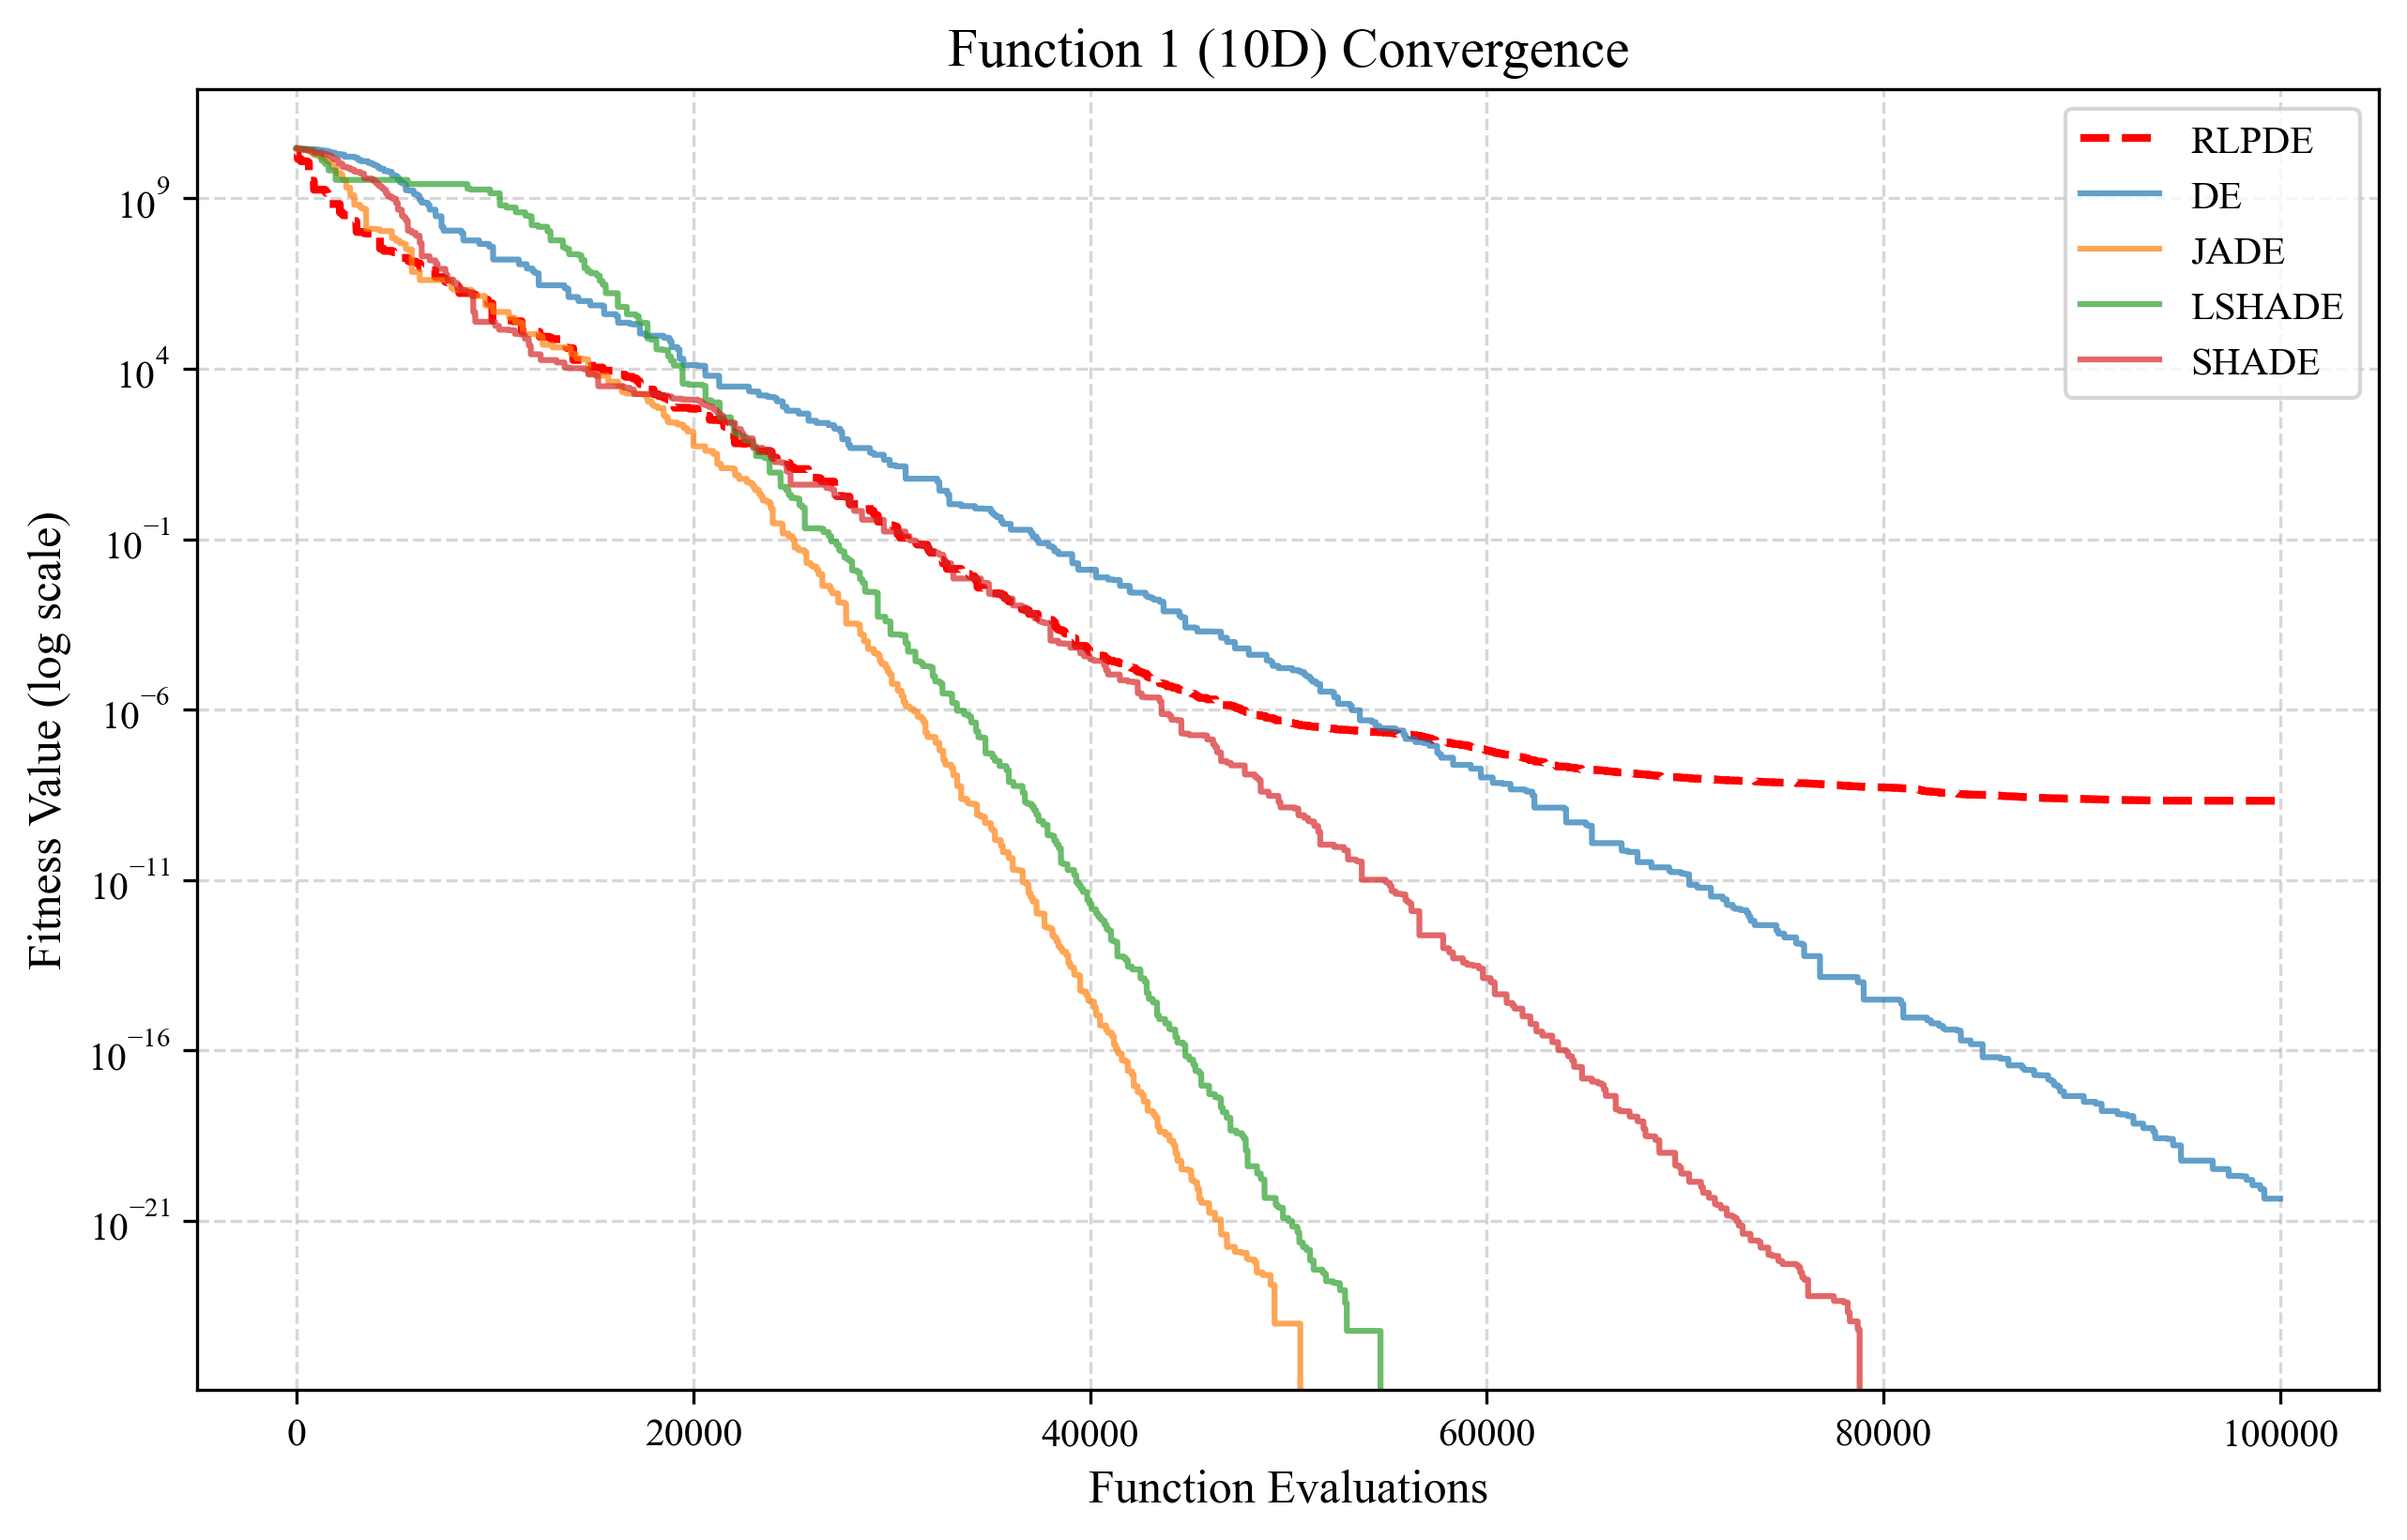 Function 1 (10D) Convergence
RLPDE
DE
JADE
LSHADE
SHADE
Fitness Value (log scale)
10^9
10^4
10^−1
10^−6
10^−11
10^−16
10^−21
0 20000 40000 60000 80000 100000
Function Evaluations